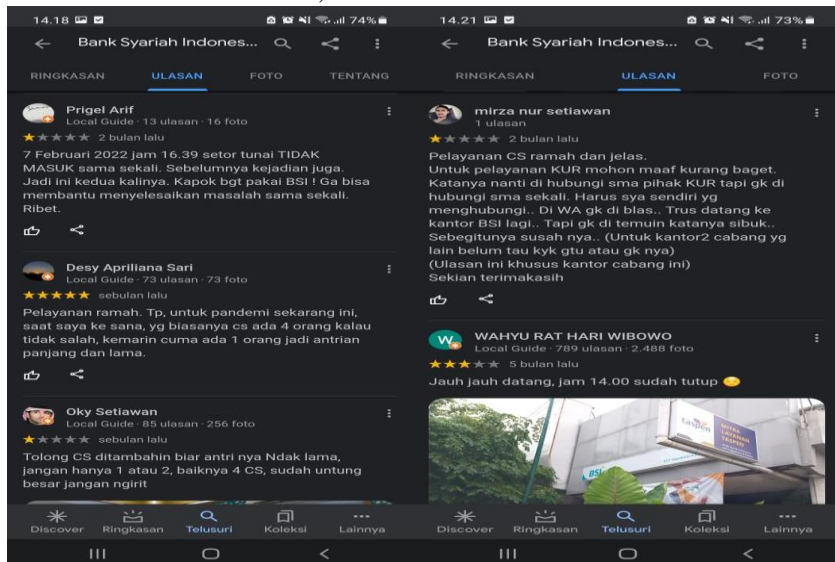 14.18
74%
Bank Syariah Indones...
RINGKASAN ULASAN FOTO TENTANG
Prigel Arif
Local Guide · 13 ulasan · 16 foto
2 bulan lalu
7 Februari 2022 jam 16.39 setor tunai TIDAK
MASUK sama sekali. Sebelumnya kejadian juga.
Jadi ini kedua kalinya. Kapok bgt pakai BSI ! Ga bisa
membantu menyelesaikan masalah sama sekali.
Ribet.
Desy Apriliana Sari
Local Guide · 73 ulasan · 73 foto
sebulan lalu
Pelayanan ramah. Tp, untuk pandemi sekarang ini,
saat saya ke sana, yg biasanya cs ada 4 orang kalau
tidak salah, kemarin cuma ada 1 orang jadi antrian
panjang dan lama.
Oky Setiawan
Local Guide · 85 ulasan · 256 foto
sebulan lalu
Tolong CS ditambahin biar antri nya Ndak lama,
jangan hanya 1 atau 2, baiknya 4 CS, sudah untung
besar jangan ngirit
Discover Ringkasan Telusuri Koleksi Lainnya
14.21
73%
Bank Syariah Indones...
RINGKASAN ULASAN FOTO
mirza nur setiawan
1 ulasan
2 bulan lalu
Pelayanan CS ramah dan jelas.
Untuk pelayanan KUR mohon maaf kurang baget.
Katanya nanti di hubungi sma pihak KUR tapi gk di
hubungi sma sekali. Harus sya sendiri yg
menghubungi.. Di WA gk di blas.. Trus datang ke
kantor BSI lagi.. Tapi gk di temuin katanya sibuk..
Sebegitunya susah nya.. (Untuk kantor2 cabang yg
lain belum tau kyk gtu atau gk nya)
(Ulasan ini khusus kantor cabang ini)
Sekian terimakasih
W
WAHYU RAT HARI WIBOWO
Local Guide · 789 ulasan · 2.488 foto
5 bulan lalu
Jauh jauh datang, jam 14.00 sudah tutup
taspen
MITRA
LAYANAN
TASPEN
BSI
Discover Ringkasan Telusuri Koleksi Lainnya